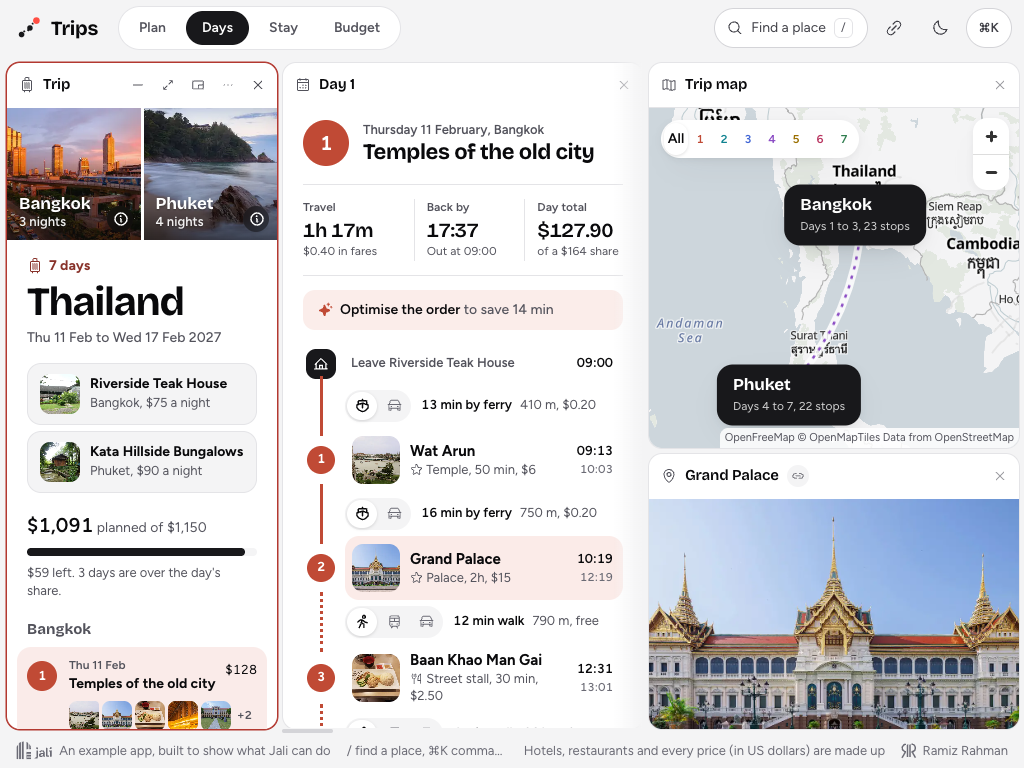 Trips
Plan
Days
Stay
Budget
Find a place
/
⌘K
Trip
Bangkok
3 nights
Phuket
4 nights
7 days
Thailand
Thu 11 Feb to Wed 17 Feb 2027
Riverside Teak House
Bangkok, $75 a night
Kata Hillside Bungalows
Phuket, $90 a night
$1,091 planned of $1,150
$59 left. 3 days are over the day's
share.
Bangkok
1
Thu 11 Feb
Temples of the old city
$128
+2
Day 1
1
Thursday 11 February, Bangkok
Temples of the old city
Travel
1h 17m
$0.40 in fares
Back by
17:37
Out at 09:00
Day total
$127.90
of a $164 share
Optimise the order to save 14 min
Leave Riverside Teak House 09:00
13 min by ferry 410 m, $0.20
1
Wat Arun 09:13
Temple, 50 min, $6 10:03
16 min by ferry 750 m, $0.20
2
Grand Palace 10:19
Palace, 2h, $15 12:19
12 min walk 790 m, free
3
Baan Khao Man Gai 12:31
Street stall, 30 min, 13:01
$2.50
Trip map
All 1 2 3 4 5 6 7
+
−
Thailand
Bangkok
Days 1 to 3, 23 stops
Siem Reap
ក្រុងសៀមរាប
Cambodia
កម្ពុជា
Andaman
Sea
Surat Thani
Phuket
Days 4 to 7, 22 stops
OpenFreeMap © OpenMapTiles Data from OpenStreetMap
Grand Palace
jali
An example app, built to show what Jali can do
/ find a place, ⌘K comma...
Hotels, restaurants and every price (in US dollars) are made up
Ramiz Rahman